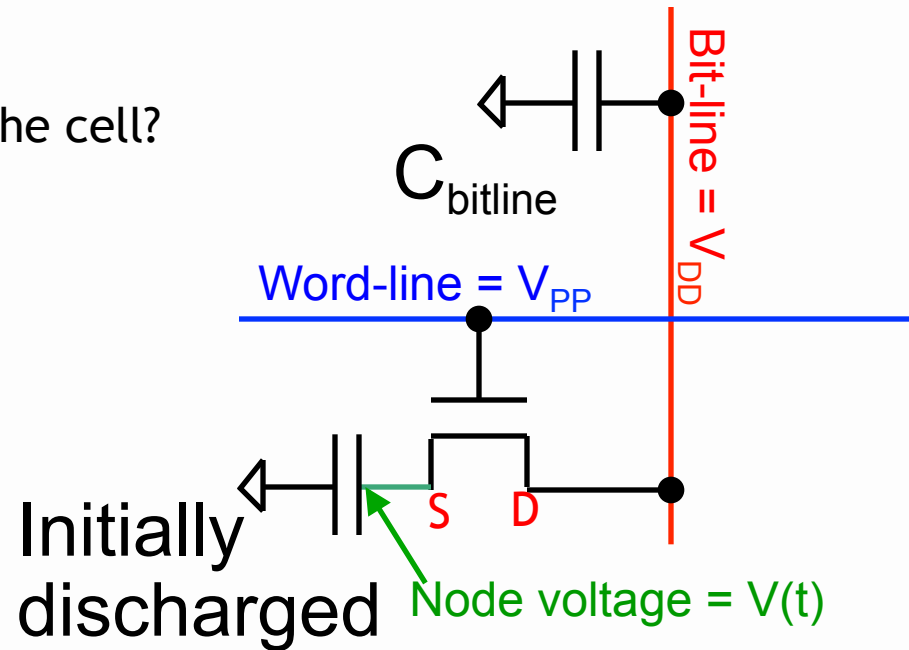 he cell?
C_bitline
Bit-line = V_DD
Word-line = V_PP
S
D
Initially
discharged
Node voltage = V(t)